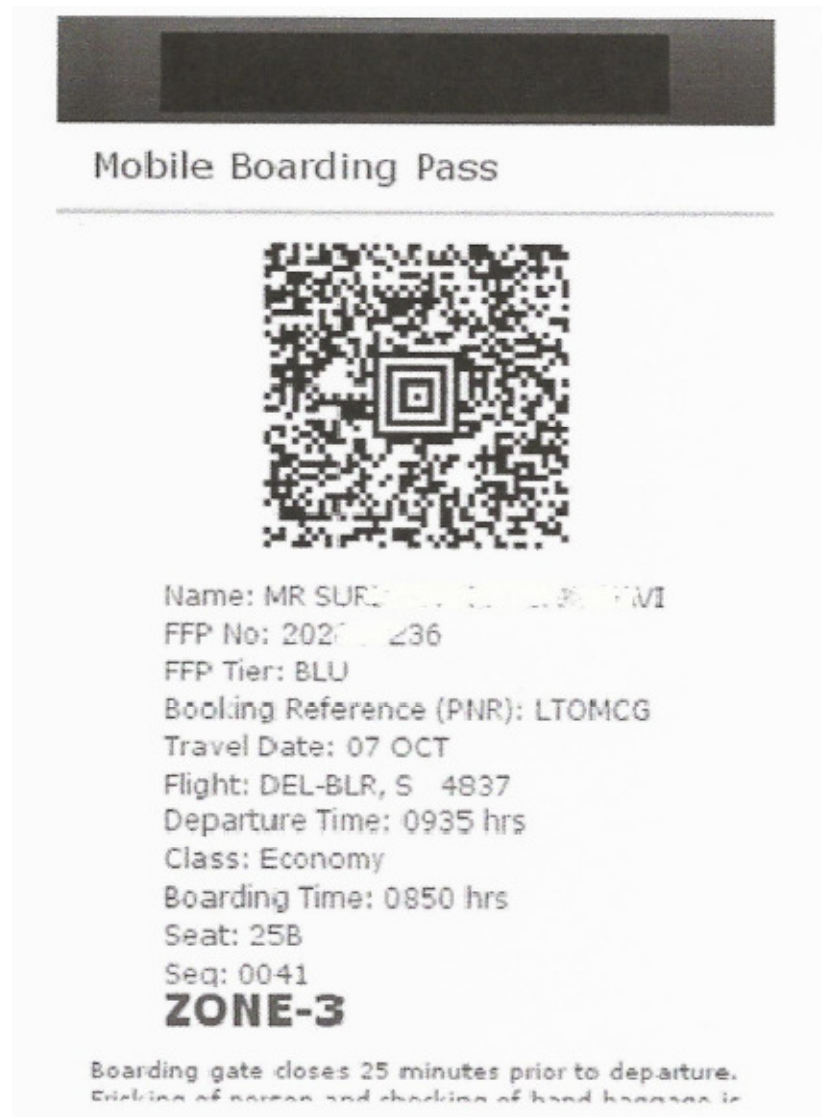 Mobile Boarding Pass
Name: MR SUR
FFP No: 202 236
FFP Tier: BLU
Booking Reference (PNR): LTOMCG
Travel Date: 07 OCT
Flight: DEL-BLR, S 4837
Departure Time: 0935 hrs
Class: Economy
Boarding Time: 0850 hrs
Seat: 25B
Seq: 0041
ZONE-3
Boarding gate closes 25 minutes prior to departure.